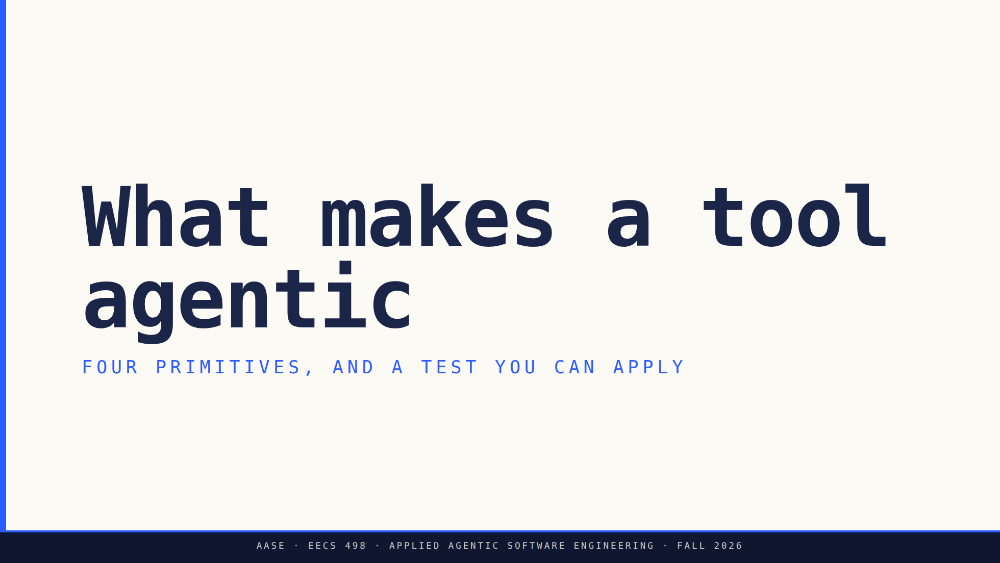 What makes a tool
agentic
FOUR PRIMITIVES, AND A TEST YOU CAN APPLY
AASE · EECS 498 · APPLIED AGENTIC SOFTWARE ENGINEERING · FALL 2026